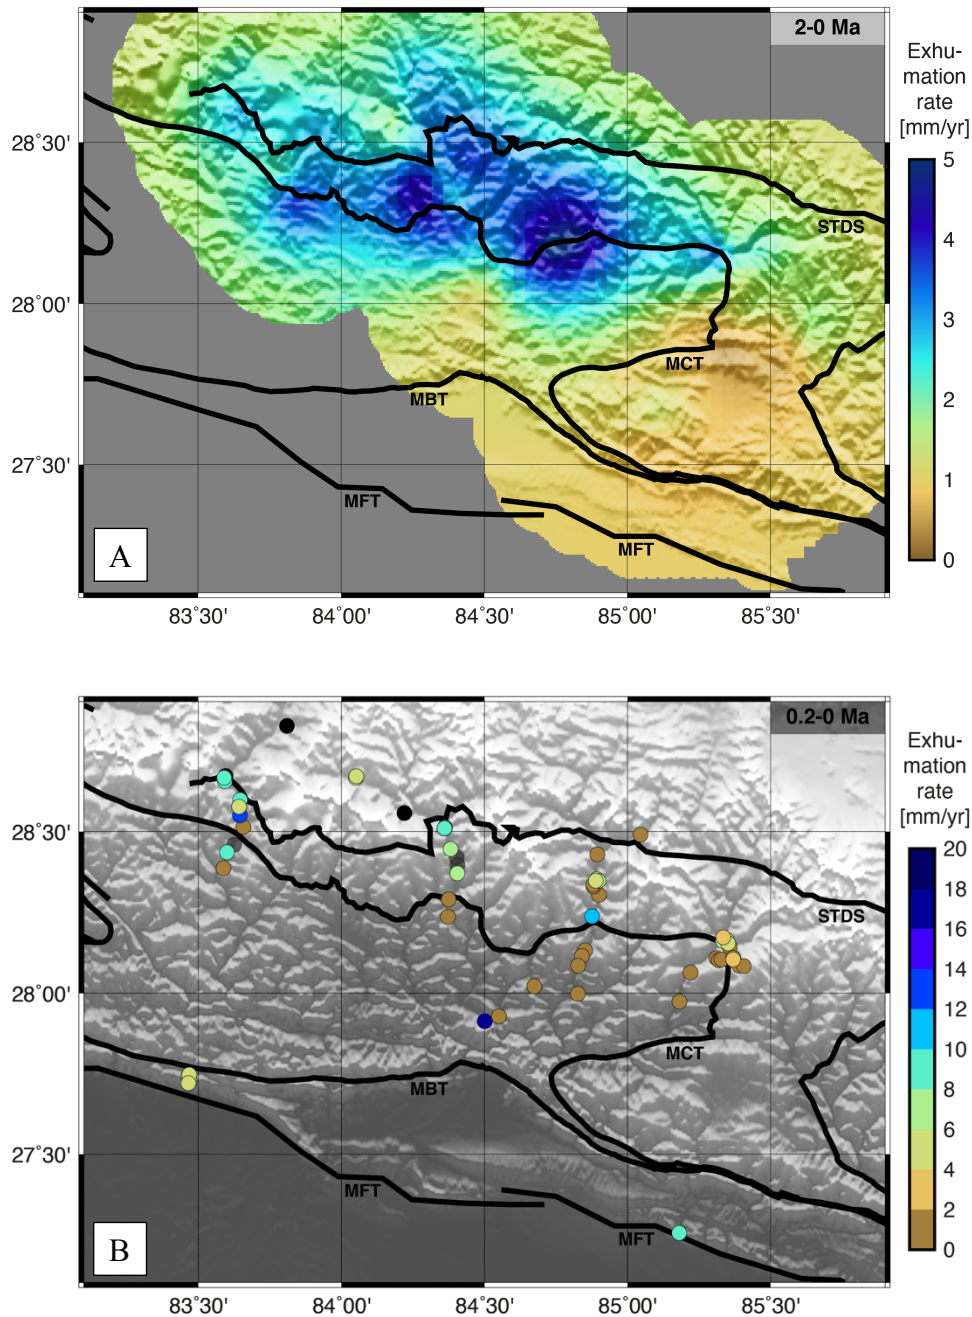 2-0 Ma
Exhu-
mation
rate
[mm/yr]
28°30'
28°00'
27°30'
STDS
MCT
MBT
MFT
MFT
A
5
4
3
2
1
0
83°30'
84°00'
84°30'
85°00'
85°30'
0.2-0 Ma
Exhu-
mation
rate
[mm/yr]
28°30'
28°00'
27°30'
STDS
MCT
MBT
MFT
MFT
B
20
18
16
14
12
10
8
6
4
2
0
83°30'
84°00'
84°30'
85°00'
85°30'